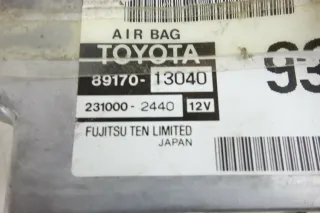 AIR BAG
TOYOTA
89170- 13040
93
231000- 2440 12V
FUJITSU TEN LIMITED
JAPAN